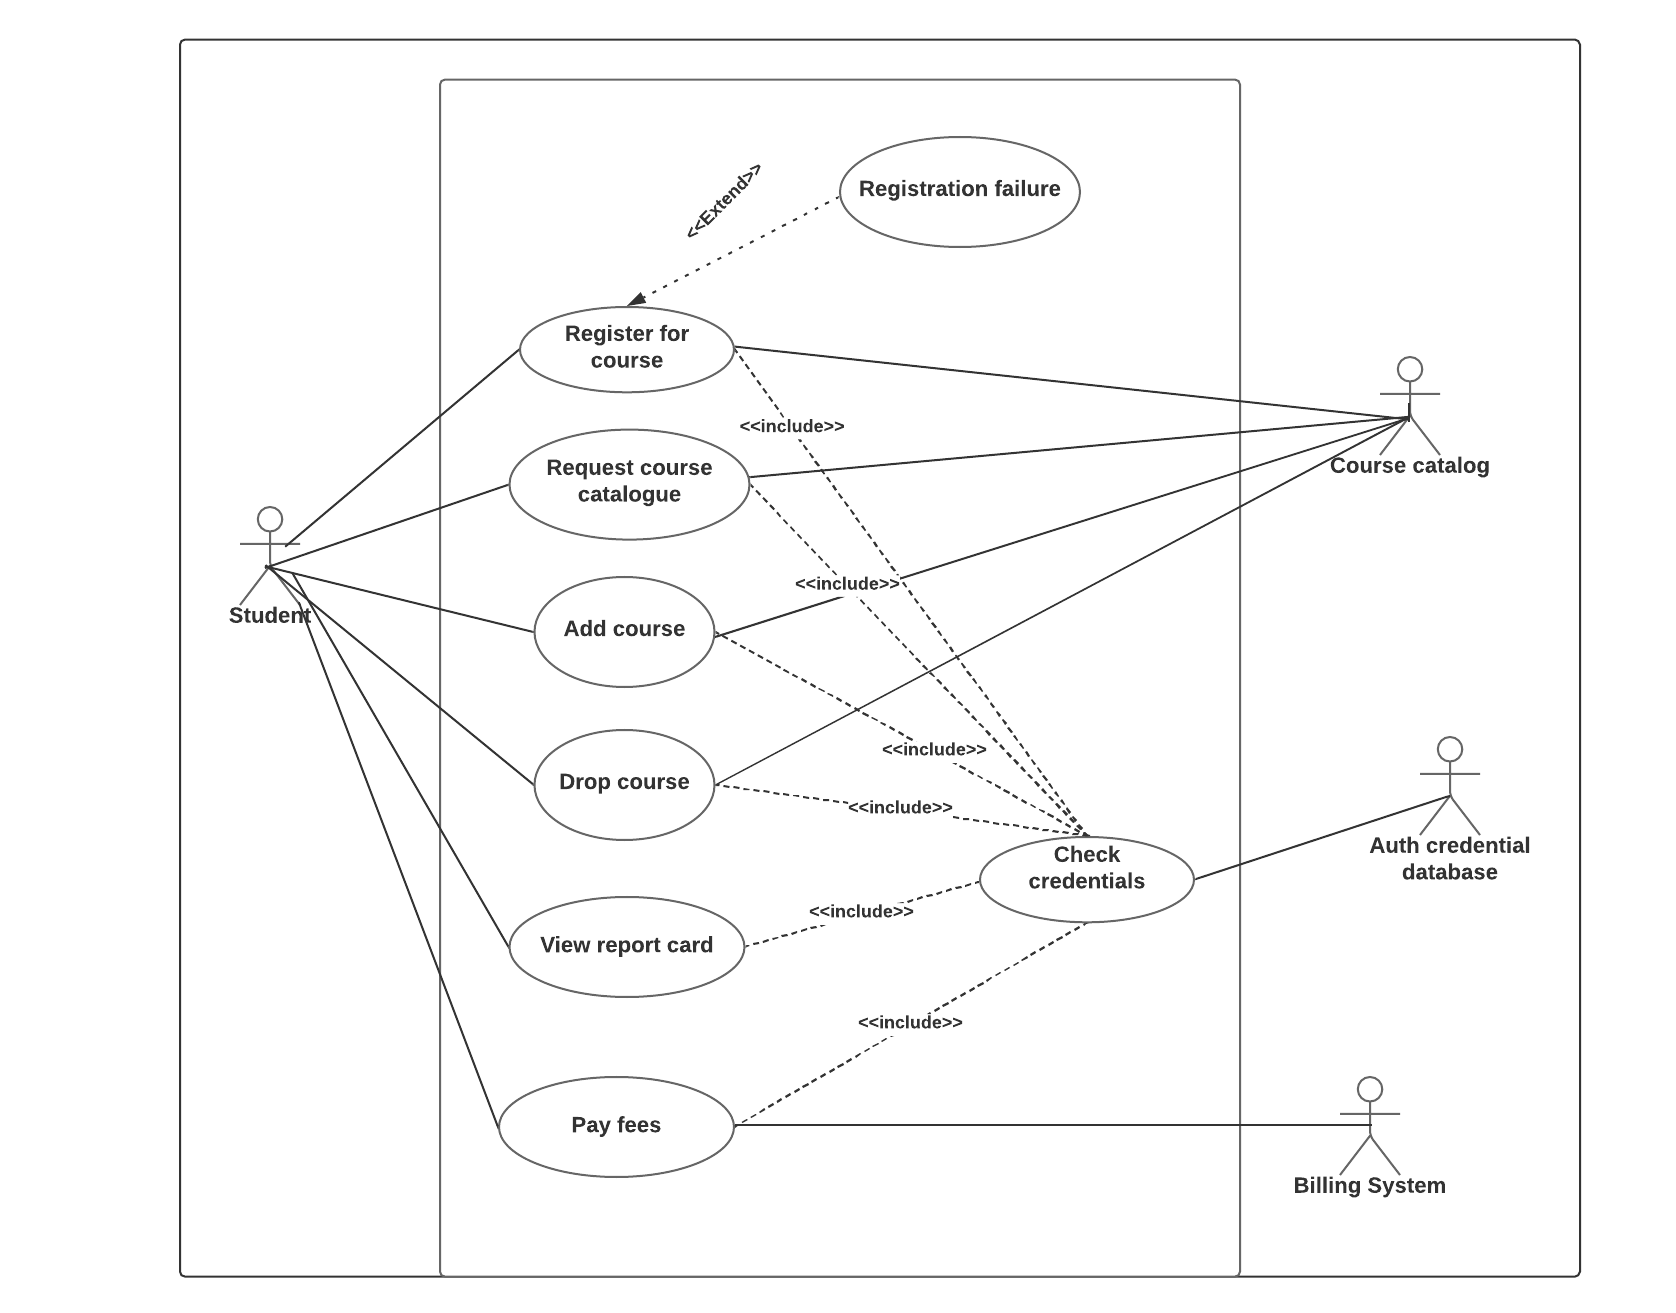 <<Extend>>
Registration failure
Register for
course
<<include>>
Request course
catalogue
Course catalog
<<include>>
Student
Add course
<<include>>
Drop course
<<include>>
Check
credentials
Auth credential
database
<<include>>
View report card
<<include>>
Pay fees
Billing System